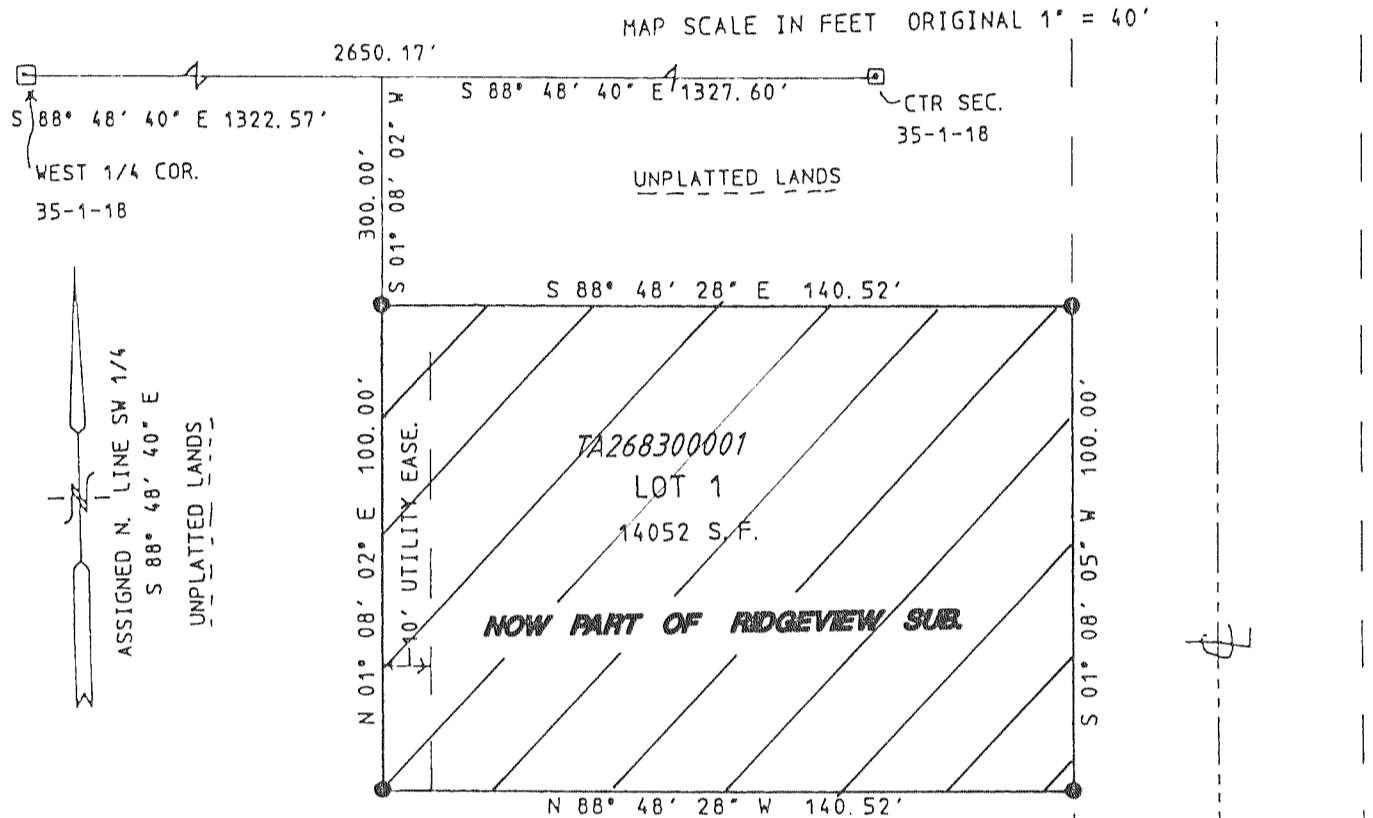 MAP SCALE IN FEET ORIGINAL 1" = 40'
2650.17'
S 88° 48' 40" E 1322.57'
S 88° 48' 40" E 1327.60'
WEST 1/4 COR.
35-1-18
CTR SEC.
35-1-18
300.00'
S 01° 08' 02" W
UNPLATTED LANDS
S 88° 48' 28" E 140.52'
ASSIGNED N. LINE SW 1/4
S 88° 48' 40" E
UNPLATTED LANDS
N 01° 08' 02" E 100.00'
10' UTILITY EASE.
TA268300001
LOT 1
14052 S.F.
NOW PART OF RIDGEVIEW SUB.
S 01° 08' 05" W 100.00'
N 88° 48' 28" W 140.52'